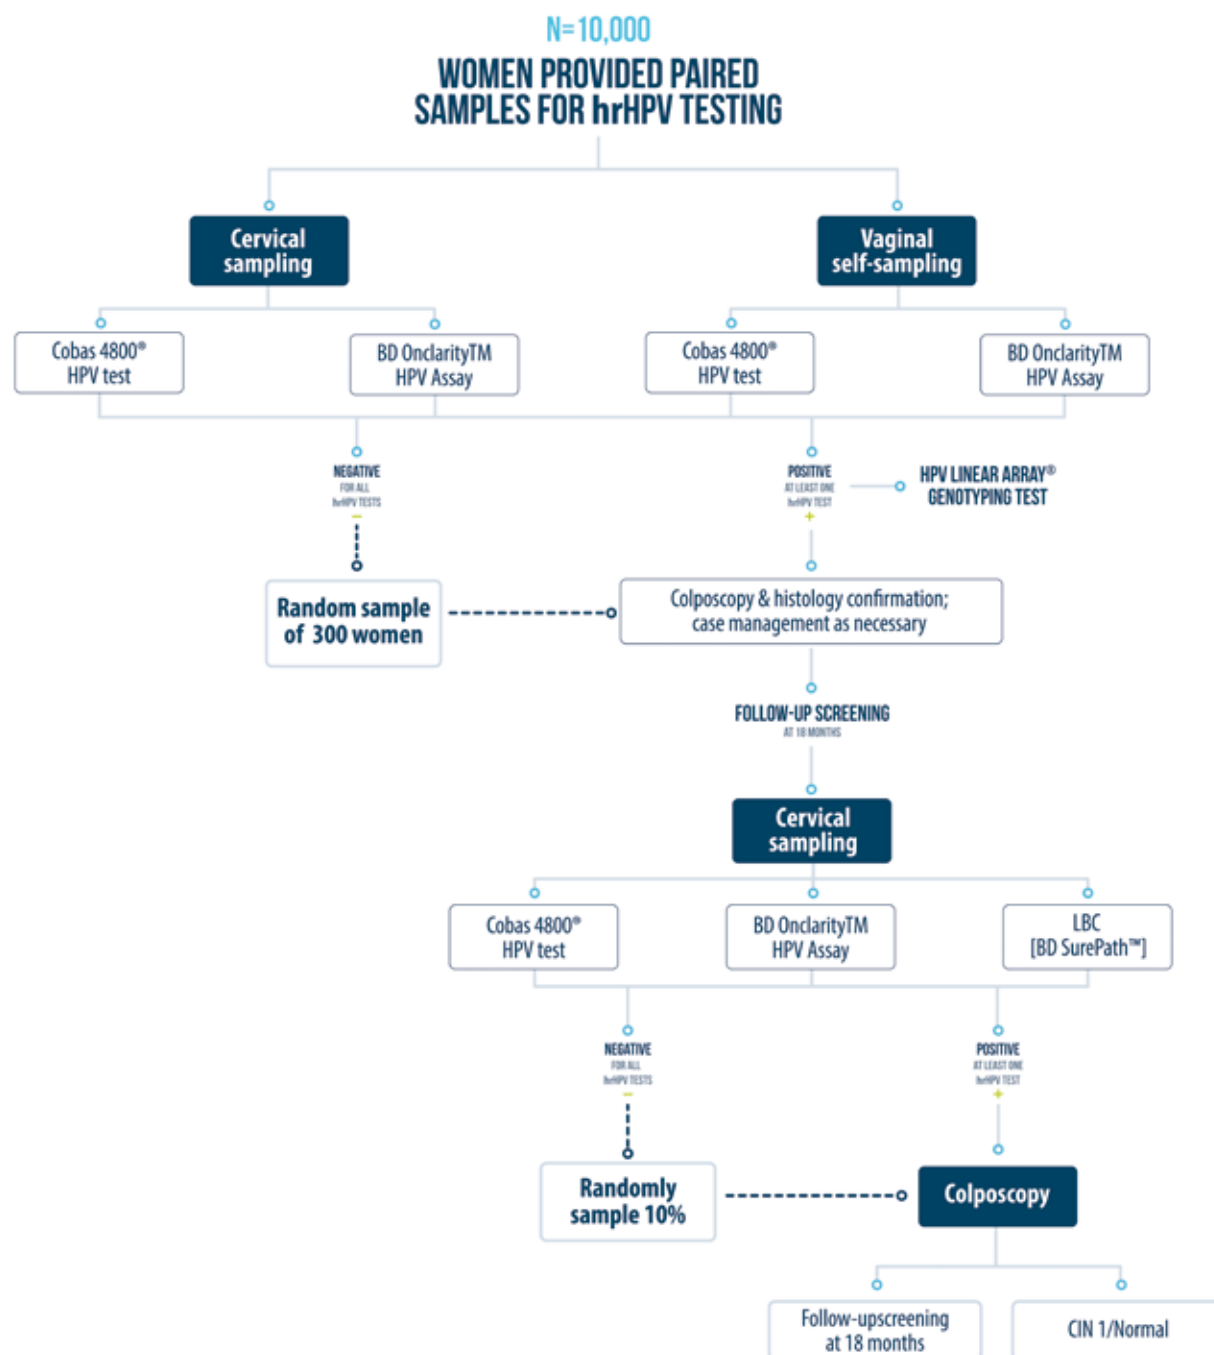 N=10,000
WOMEN PROVIDED PAIRED
SAMPLES FOR hrHPV TESTING
Cervical
sampling
Vaginal
self-sampling
Cobas 4800®
HPV test
BD OnclarityTM
HPV Assay
Cobas 4800®
HPV test
BD OnclarityTM
HPV Assay
NEGATIVE
FOR ALL
hrHPV TESTS
–
POSITIVE
AT LEAST ONE
hrHPV TEST
+
HPV LINEAR ARRAY®
GENOTYPING TEST
Random sample
of 300 women
Colposcopy & histology confirmation;
case management as necessary
FOLLOW-UP SCREENING
AT 18 MONTHS
Cervical
sampling
Cobas 4800®
HPV test
BD OnclarityTM
HPV Assay
LBC
[BD SurePath™]
NEGATIVE
FOR ALL
hrHPV TESTS
–
POSITIVE
AT LEAST ONE
hrHPV TEST
+
Randomly
sample 10%
Colposcopy
Follow-upscreening
at 18 months
CIN 1/Normal